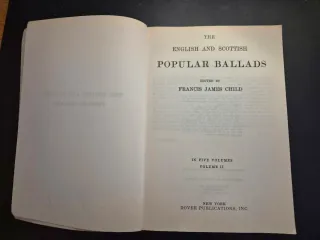 THE
ENGLISH AND SCOTTISH
POPULAR BALLADS
EDITED BY
FRANCIS JAMES CHILD
IN FIVE VOLUMES
VOLUME IV
NEW YORK
DOVER PUBLICATIONS, INC.